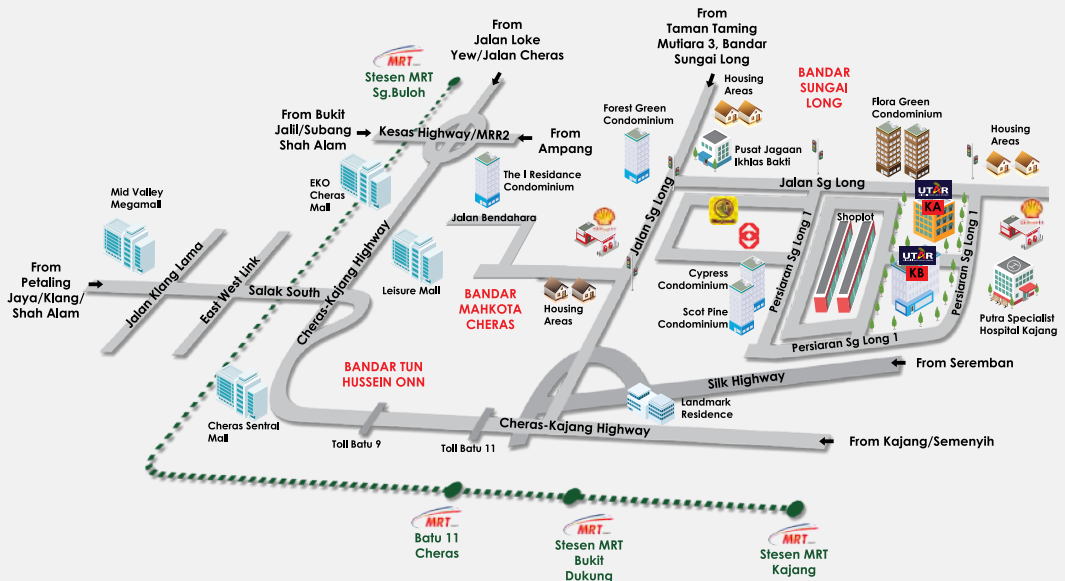 From
Jalan Loke
Yew/Jalan Cheras
From
Taman Taming
Mutiara 3, Bandar
Sungai Long
MRT
Stesen MRT
Sg.Buloh
From Bukit
Jalil/Subang
Shah Alam
Kesas Highway/MRR2
From
Ampang
Housing
Areas
BANDAR
SUNGAI
LONG
Forest Green
Condominium
Flora Green
Condominium
Housing
Areas
Pusat Jagaan
Ikhlas Bakti
EKO
Cheras
Mall
The I Residance
Condominium
Jalan Sg Long
Mid Valley
Megamall
Jalan Bendahara
Jalan Sg Long
UTAR
KA
Shoplot
Persiaran Sg Long 1
Persiaran Sg Long 1
UTAR
KB
Cheras-Kajang Highway
Leisure Mall
From
Petaling
Jaya/Klang/
Shah Alam
Jalan Klang Lama
East West Link
Salak South
BANDAR
MAHKOTA
CHERAS
Housing
Areas
Cypress
Condominium
Scot Pine
Condominium
Putra Specialist
Hospital Kajang
Persiaran Sg Long 1
BANDAR TUN
HUSSEIN ONN
Silk Highway
From Seremban
Landmark
Residence
Cheras Sentral
Mall
Toll Batu 9
Toll Batu 11
Cheras-Kajang Highway
From Kajang/Semenyih
MRT
Batu 11
Cheras
MRT
Stesen MRT
Bukit
Dukung
MRT
Stesen MRT
Kajang